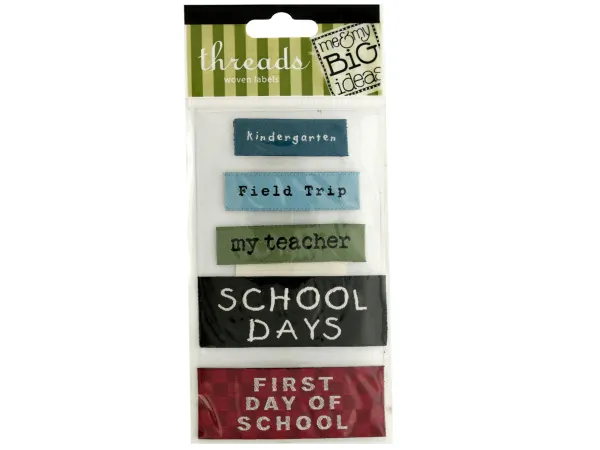 threads
woven labels
me&my
BiG
ideas
kindergarten
Field Trip
my teacher
SCHOOL
DAYS
FIRST
DAY OF
SCHOOL